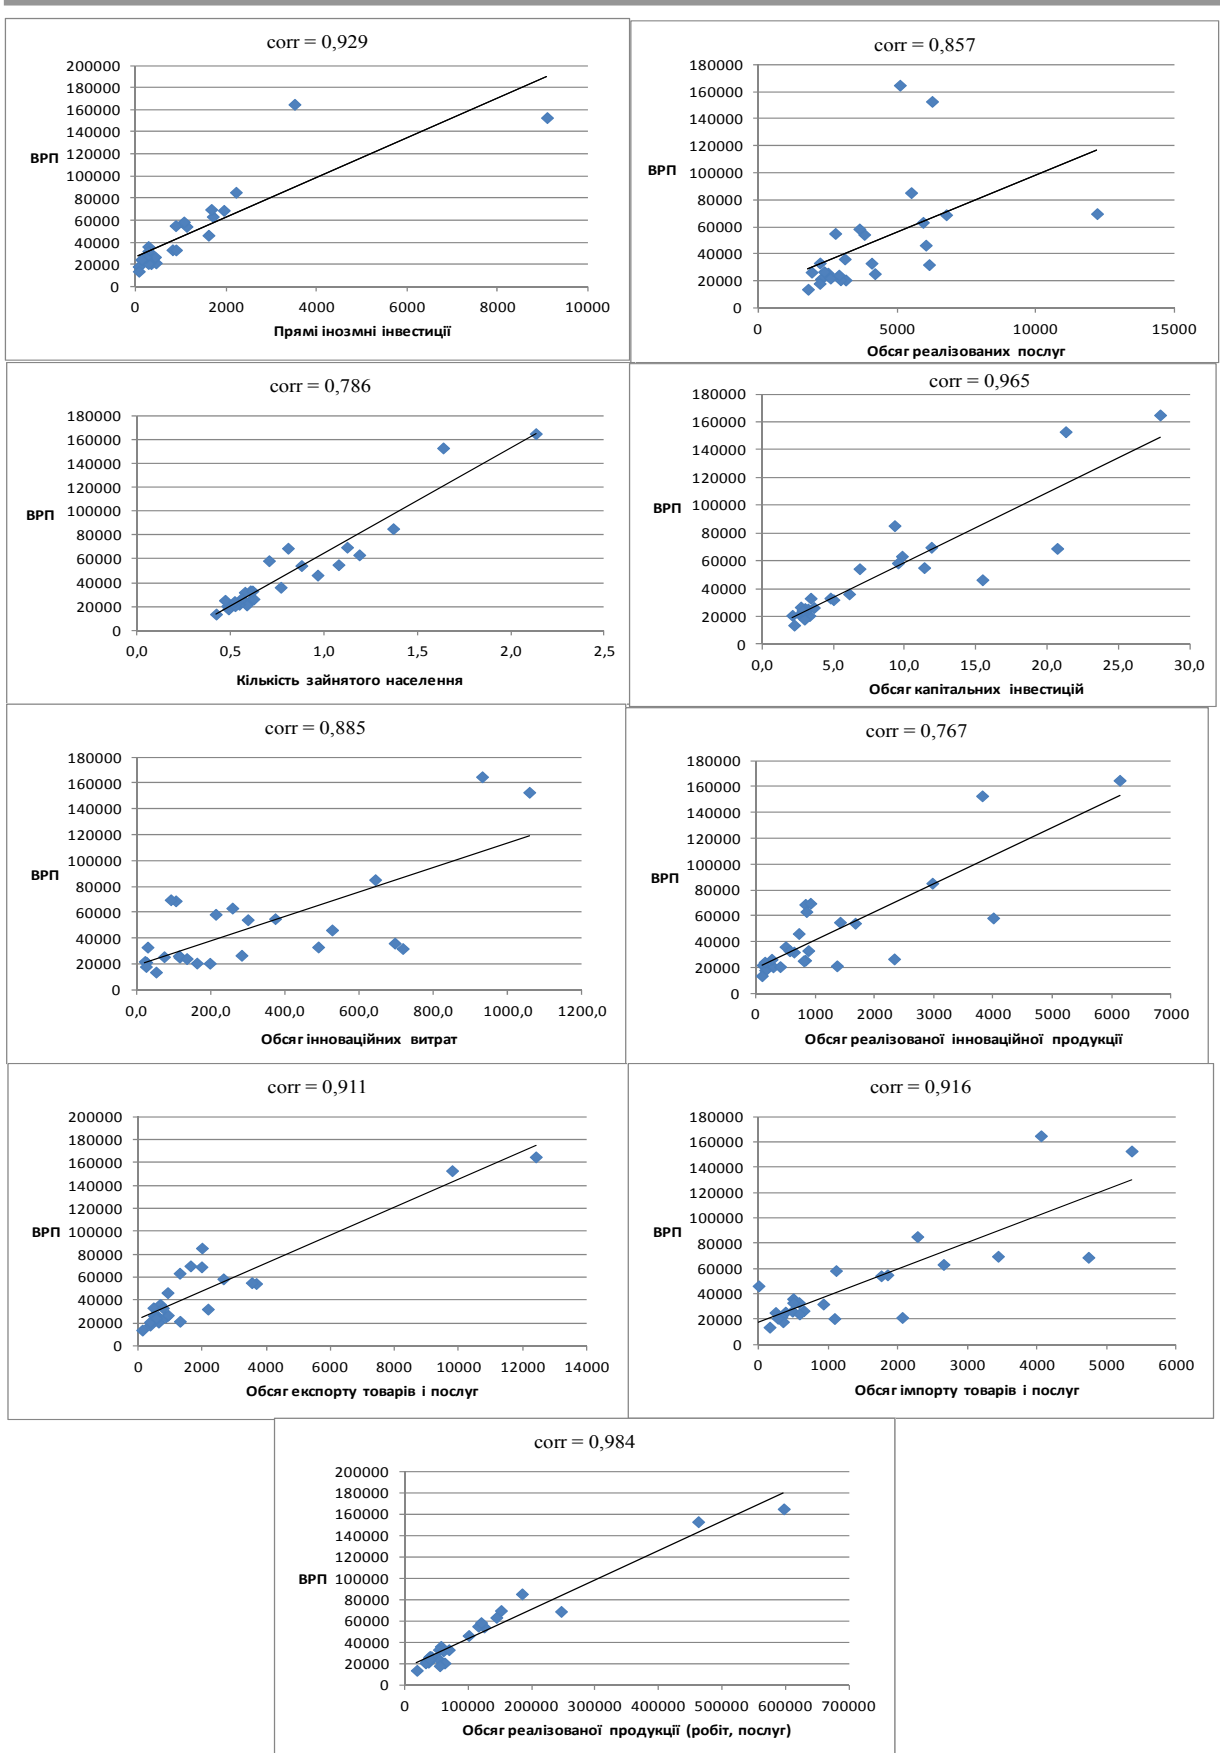 corr = 0,929
200000
180000
160000
140000
ВРП 120000
100000
80000
60000
40000
20000
0
0 2000 4000 6000 8000 10000
Прямі іноземні інвестиції
corr = 0,857
180000
160000
140000
120000
ВРП 100000
80000
60000
40000
20000
0
0 5000 10000 15000
Обсяг реалізованих послуг
corr = 0,786
180000
160000
140000
120000
ВРП 100000
80000
60000
40000
20000
0
0,0 0,5 1,0 1,5 2,0 2,5
Кількість зайнятого населення
corr = 0,965
180000
160000
140000
120000
ВРП 100000
80000
60000
40000
20000
0
0,0 5,0 10,0 15,0 20,0 25,0 30,0
Обсяг капітальних інвестицій
corr = 0,885
180000
160000
140000
120000
100000
ВРП 80000
60000
40000
20000
0
0,0 200,0 400,0 600,0 800,0 1000,0 1200,0
Обсяг інноваційних витрат
corr = 0,767
180000
160000
140000
120000
100000
ВРП 80000
60000
40000
20000
0
0 1000 2000 3000 4000 5000 6000 7000
Обсяг реалізованої інноваційної продукції
corr = 0,911
200000
180000
160000
140000
120000
ВРП 100000
80000
60000
40000
20000
0
0 2000 4000 6000 8000 10000 12000 14000
Обсяг експорту товарів і послуг
corr = 0,916
180000
160000
140000
120000
100000
ВРП 80000
60000
40000
20000
0
0 1000 2000 3000 4000 5000 6000
Обсяг імпорту товарів і послуг
corr = 0,984
200000
180000
160000
140000
120000
ВРП 100000
80000
60000
40000
20000
0
0 100000 200000 300000 400000 500000 600000 700000
Обсяг реалізованої продукції (робіт, послуг)